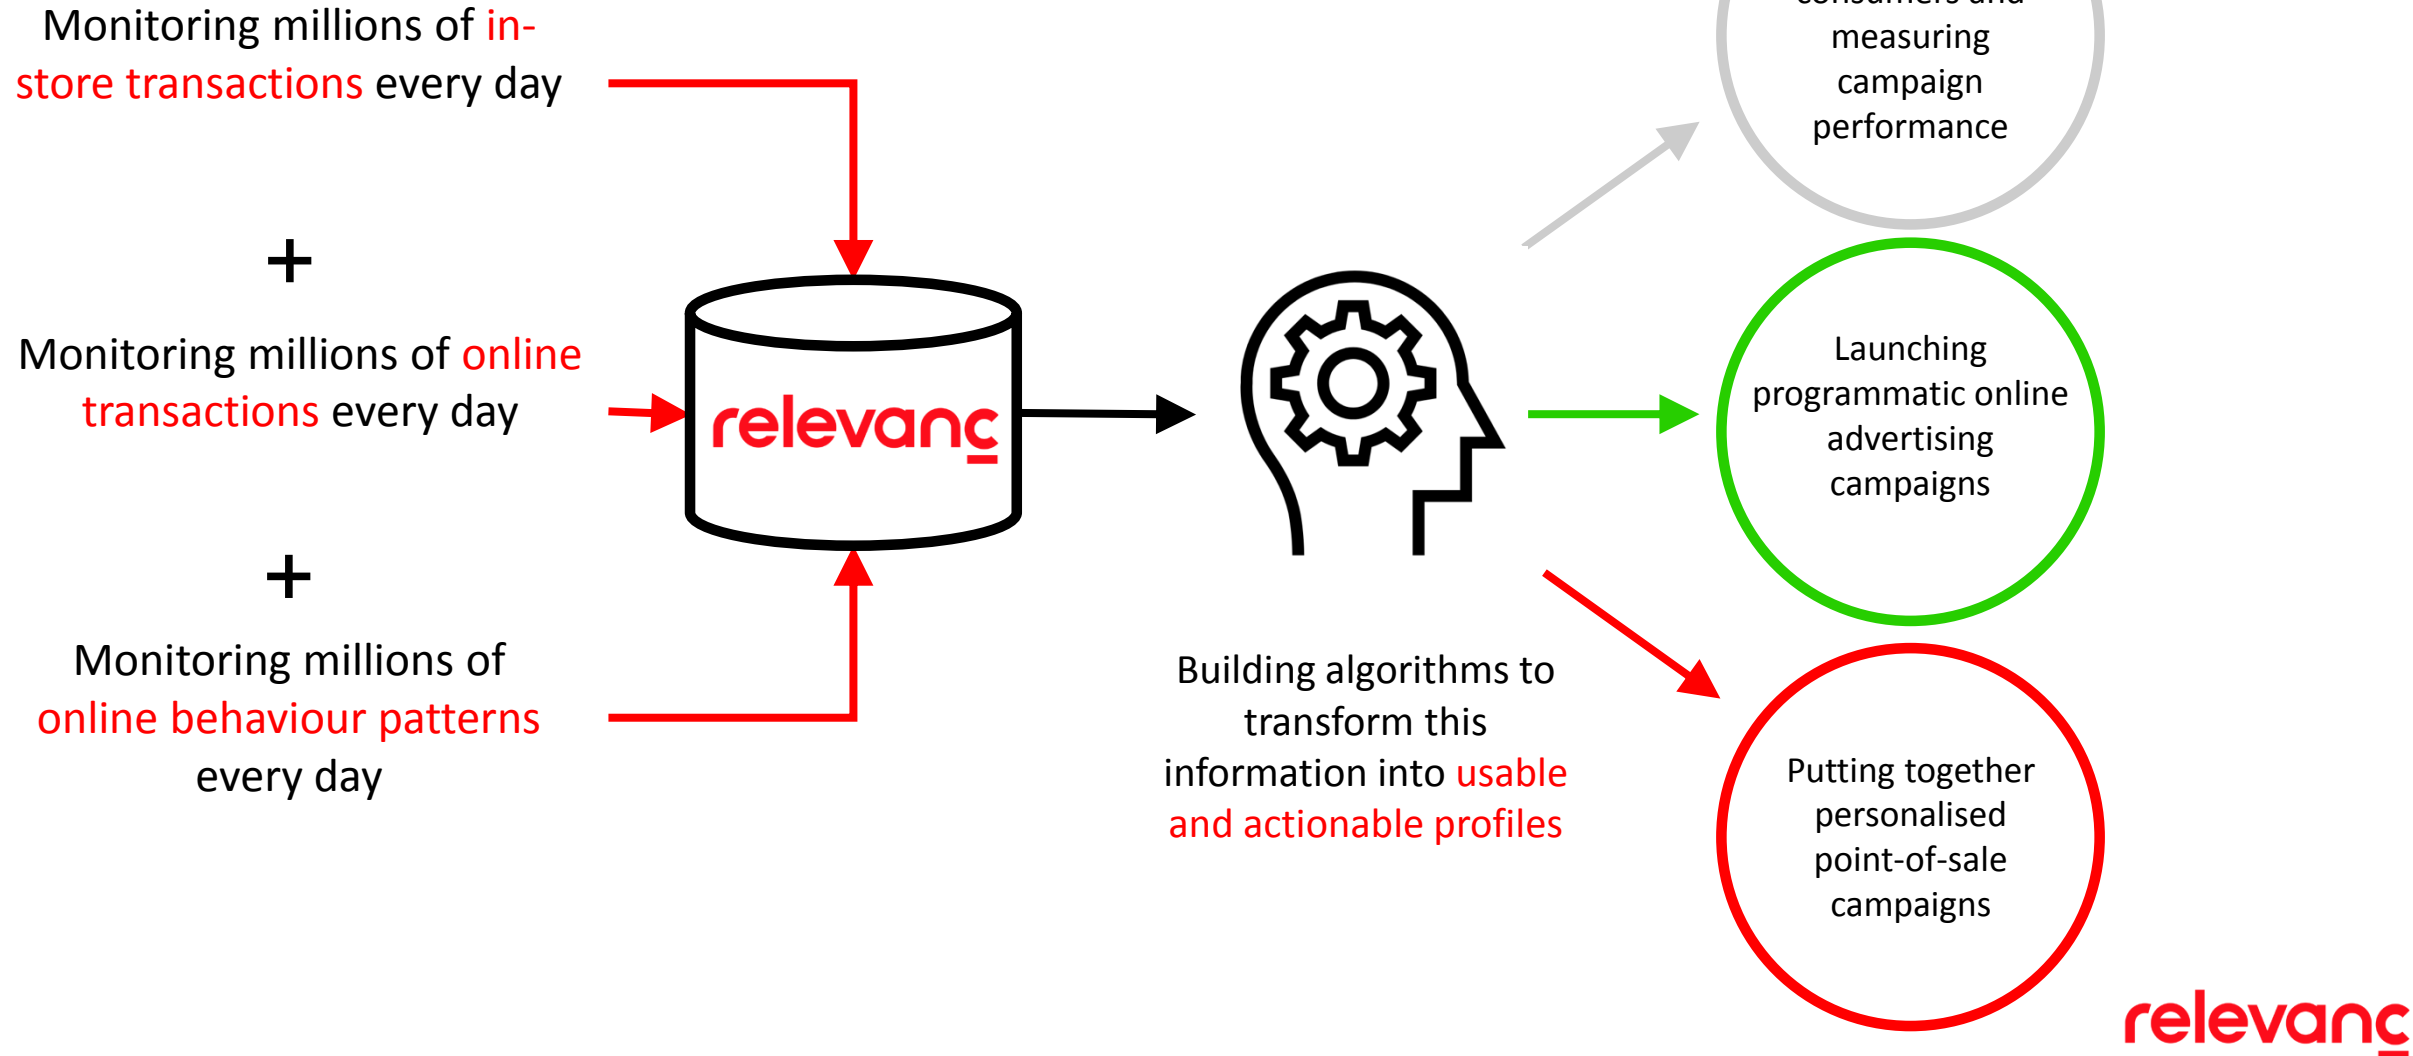 Monitoring millions of in-
store transactions every day
+
Monitoring millions of online
transactions every day
+
Monitoring millions of
online behaviour patterns
every day
relevanc
Building algorithms to
transform this
information into usable
and actionable profiles
consumers and
measuring
campaign
performance
Launching
programmatic online
advertising
campaigns
Putting together
personalised
point-of-sale
campaigns
relevanc